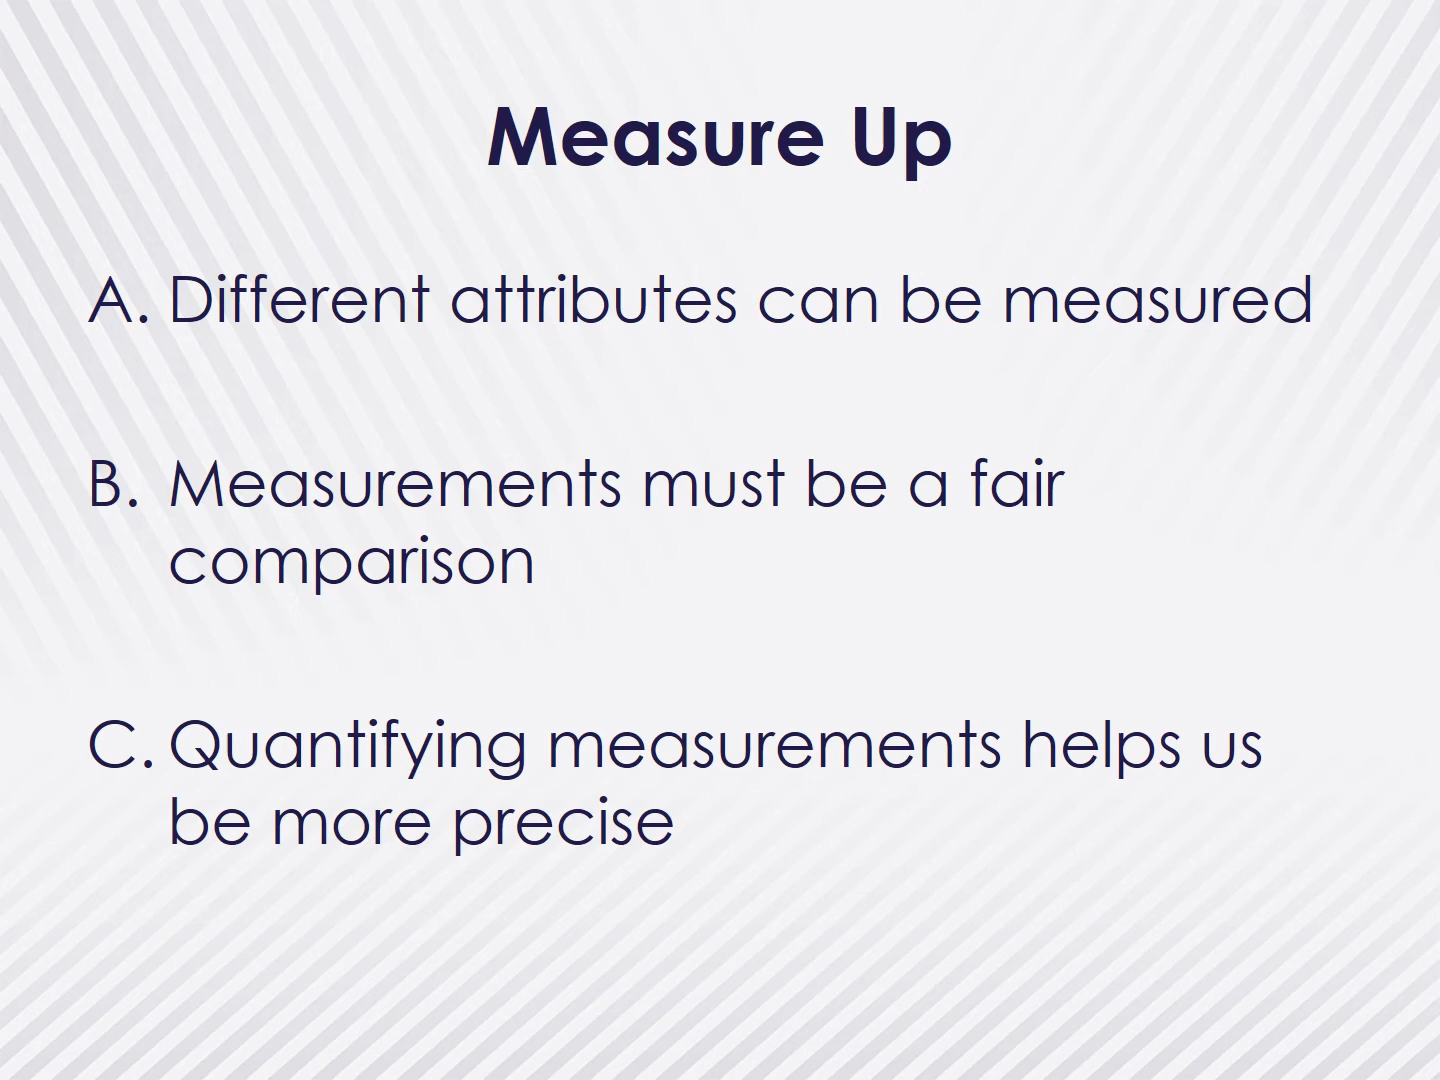 Measure Up
A. Different attributes can be measured
B. Measurements must be a fair
comparison
C. Quantifying measurements helps us
be more precise